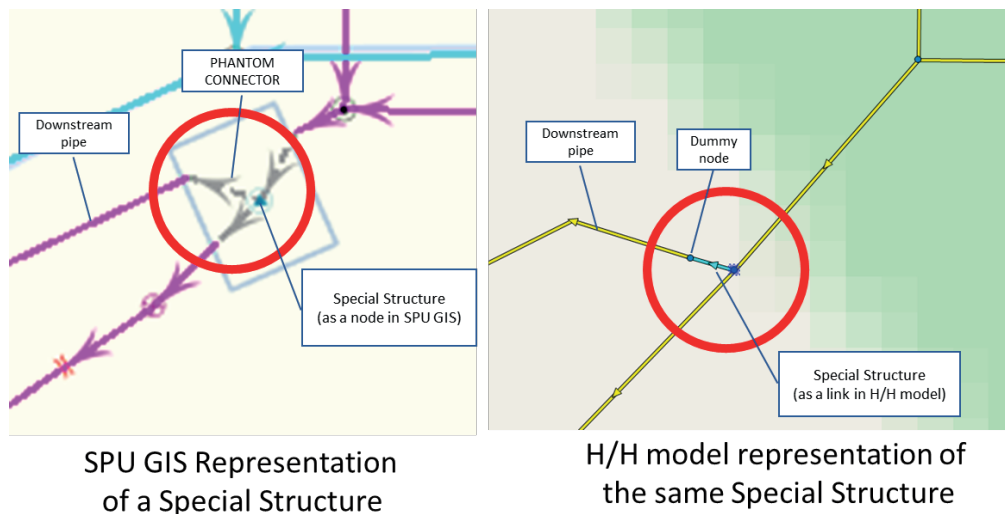 PHANTOM
CONNECTOR
Downstream
pipe
Special Structure
(as a node in SPU GIS)
SPU GIS Representation
of a Special Structure
Downstream
pipe
Dummy
node
Special Structure
(as a link in H/H model)
H/H model representation of
the same Special Structure